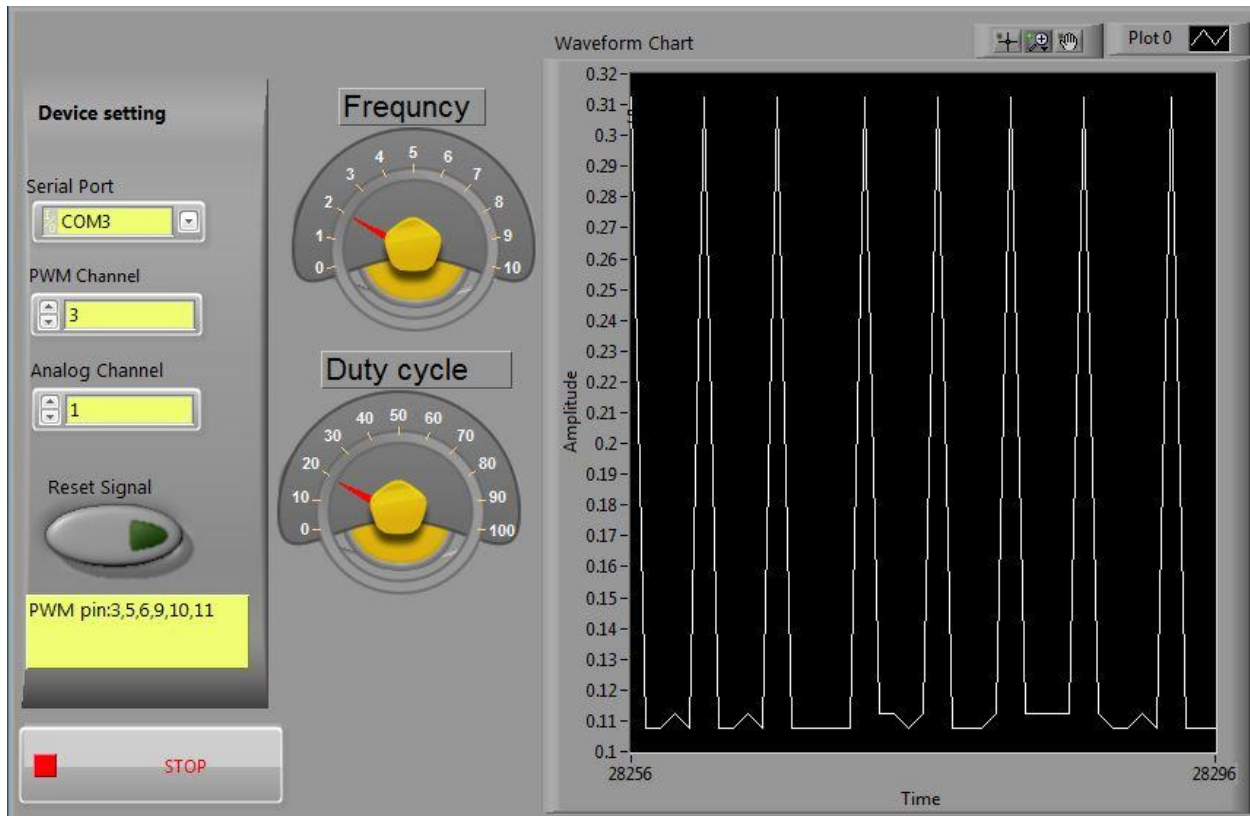 Waveform Chart
Plot 0
Device setting
Serial Port
COM3
PWM Channel
3
Analog Channel
1
Reset Signal
PWM pin:3,5,6,9,10,11
STOP
Frequncy
0 1 2 3 4 5 6 7 8 9 10
Duty cycle
0 10 20 30 40 50 60 70 80 90 100
Amplitude
0.32
0.31
0.3
0.29
0.28
0.27
0.26
0.25
0.24
0.23
0.22
0.21
0.2
0.19
0.18
0.17
0.16
0.15
0.14
0.13
0.12
0.11
0.1
28256
28296
Time